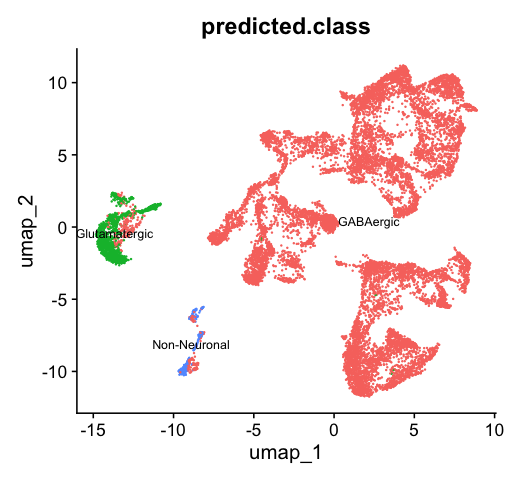 predicted.class
10
5
0
-5
-10
umap_2
Glutamatergic
GABAergic
Non-Neuronal
-15
-10
-5
0
5
10
umap_1